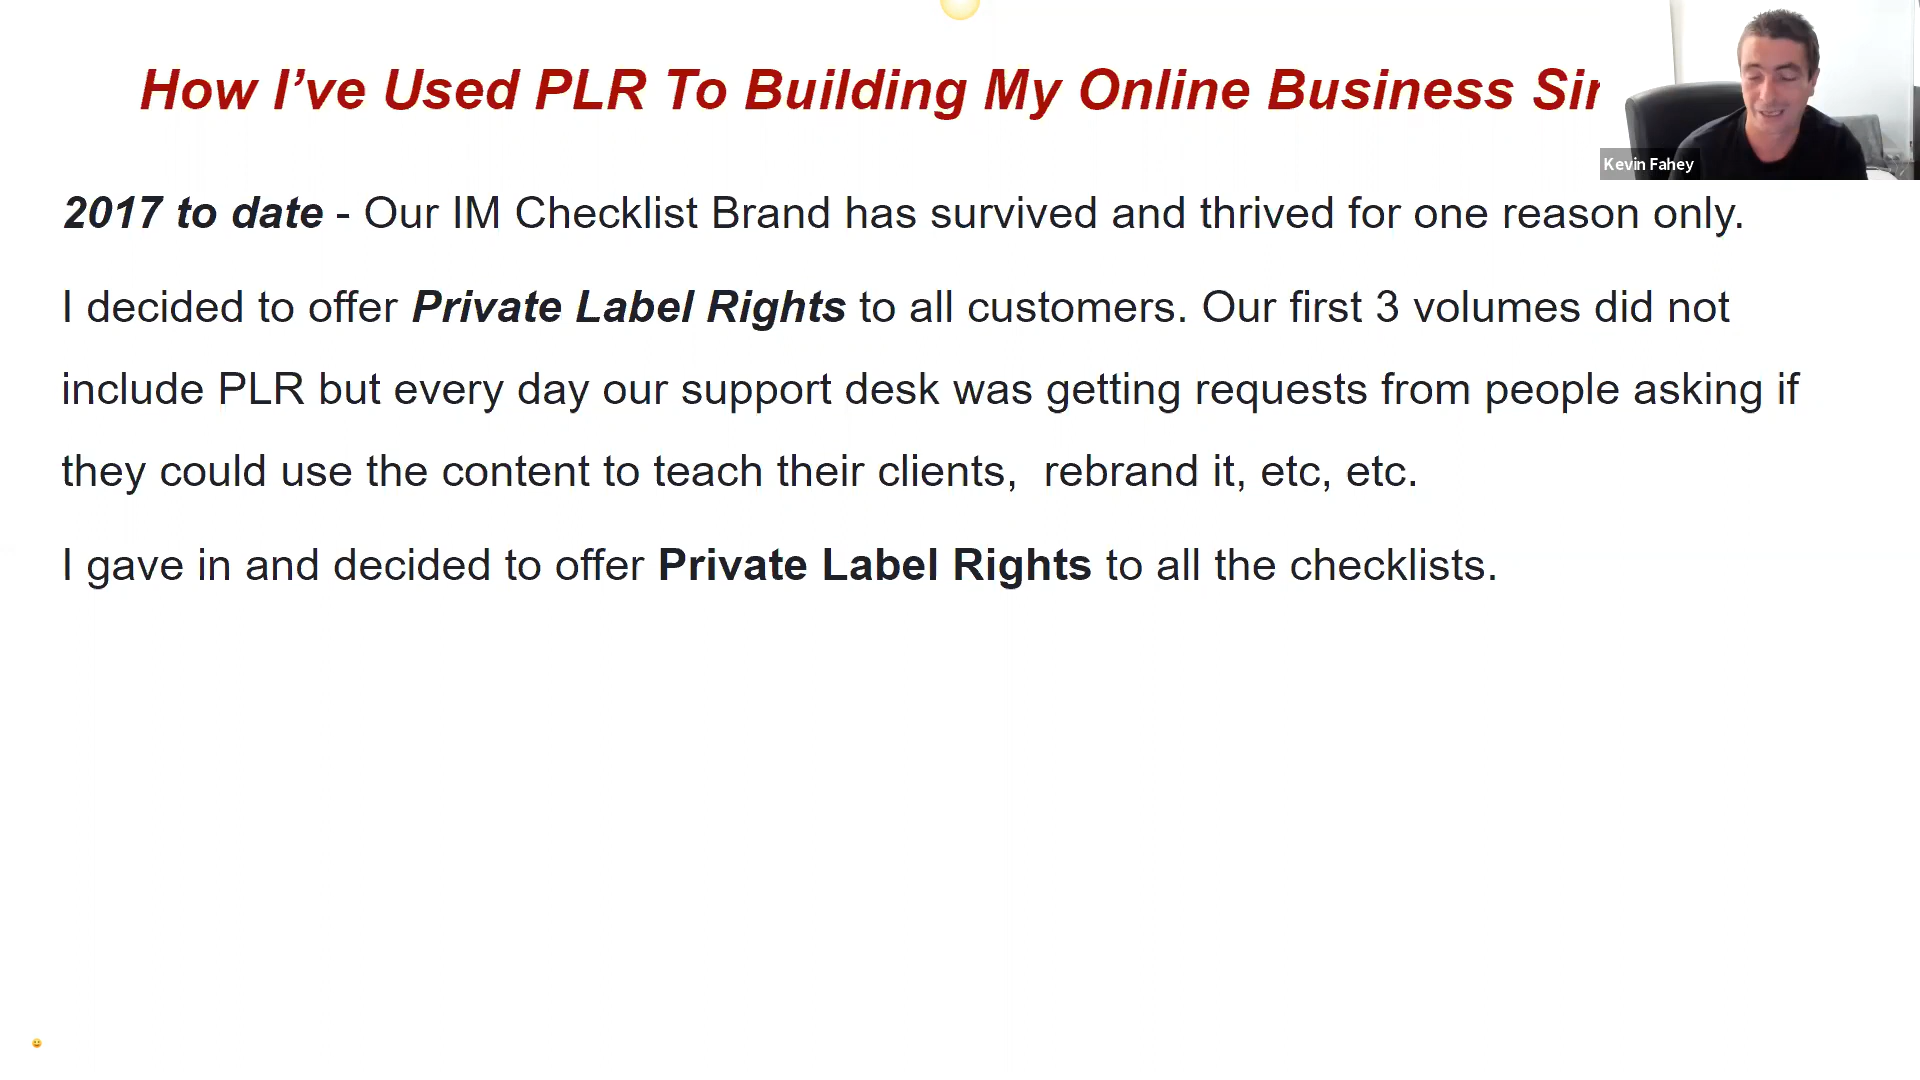 How I’ve Used PLR To Building My Online Business
Kevin Fahey
2017 to date - Our IM Checklist Brand has survived and thrived for one reason only.
I decided to offer Private Label Rights to all customers. Our first 3 volumes did not
include PLR but every day our support desk was getting requests from people asking if
they could use the content to teach their clients,  rebrand it, etc, etc.
I gave in and decided to offer Private Label Rights to all the checklists.